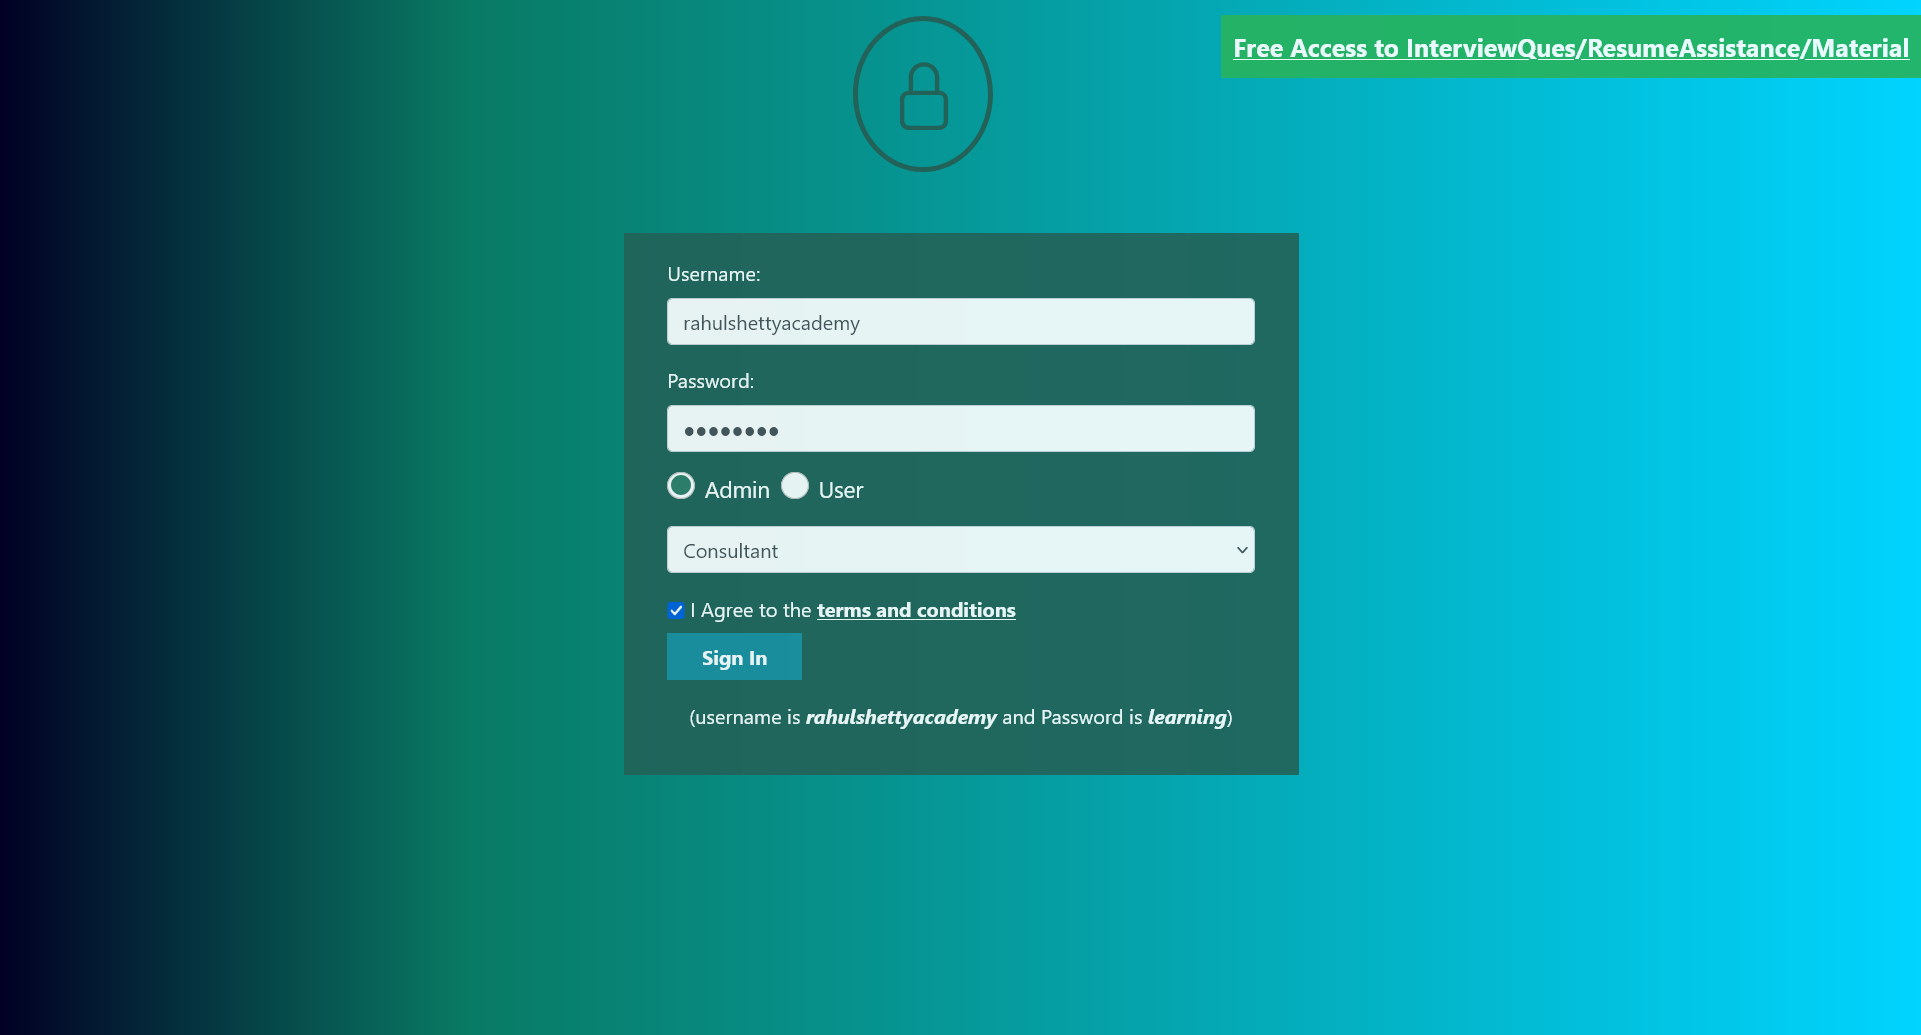 Free Access to InterviewQues/ResumeAssistance/Material
Username:
rahulshettyacademy
Password:
••••••••
Admin User
Consultant
I Agree to the terms and conditions
Sign In
(username is rahulshettyacademy and Password is learning)